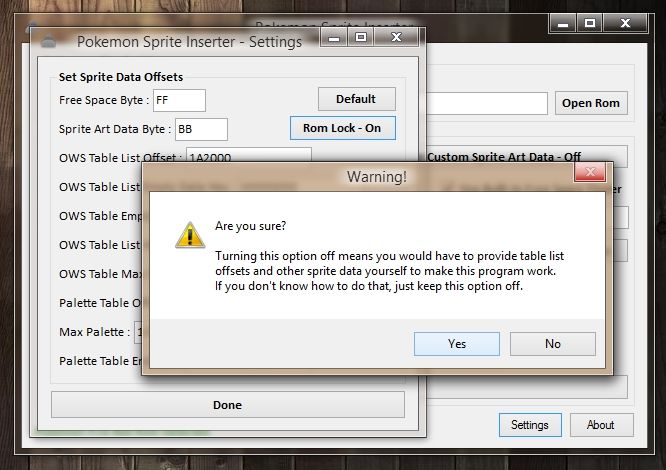 Pokemon Sprite Inserter
Pokemon Sprite Inserter - Settings
Set Sprite Data Offsets
Free Space Byte : FF
Default
Sprite Art Data Byte : BB
Rom Lock - On
Open Rom
OWS Table List Offset : 1A2000
Custom Sprite Art Data - Off
OWS Table List
OWS Table Emp
OWS Table List
OWS Table Max
Palette Table O
Max Palette : 1
Palette Table En
Warning!
Are you sure?
Turning this option off means you would have to provide table list
offsets and other sprite data yourself to make this program work.
If you don't know how to do that, just keep this option off.
Yes
No
Done
Settings
About